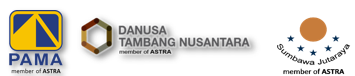 PAMA
member of ASTRA
DANUSA
TAMBANG NUSANTARA
member of ASTRA
Sumbawa Jutaraya
member of ASTRA